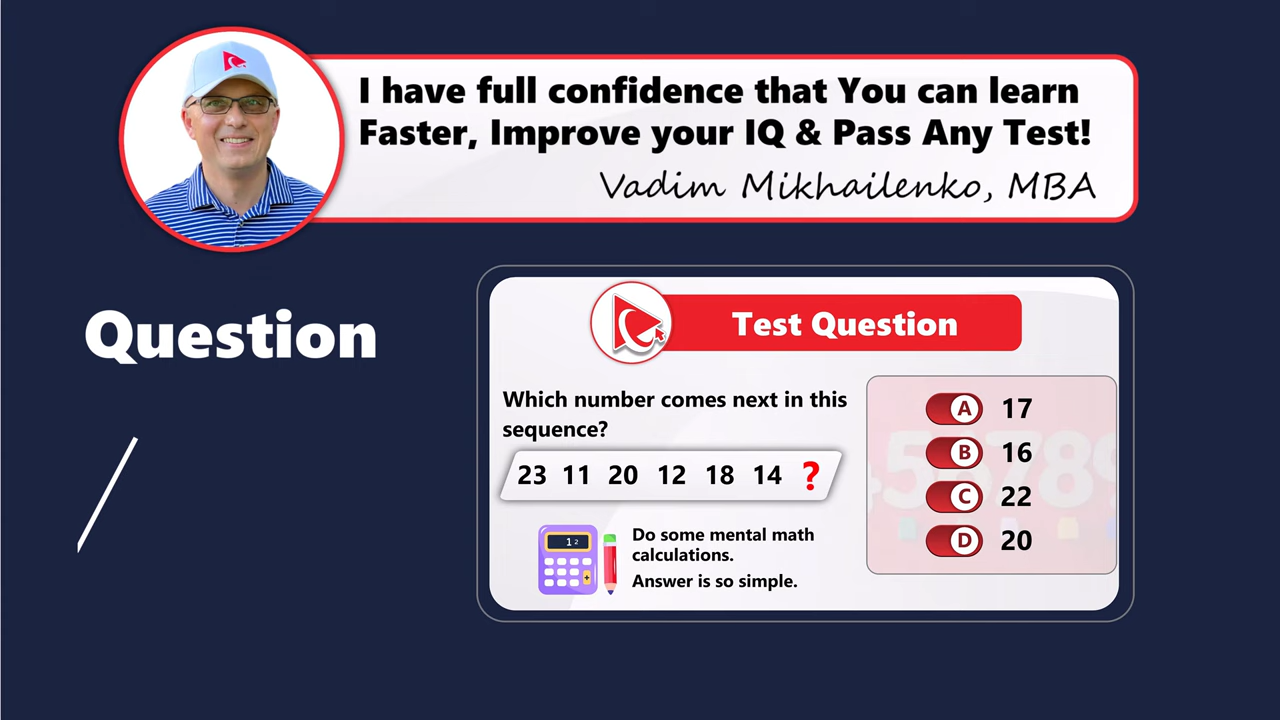 I have full confidence that You can learn
Faster, Improve your IQ & Pass Any Test!
Vadim Mikhailenko, MBA
Question
Test Question
Which number comes next in this
sequence?
23 11 20 12 18 14 ?
Do some mental math
calculations.
Answer is so simple.
A 17
B 16
C 22
D 20